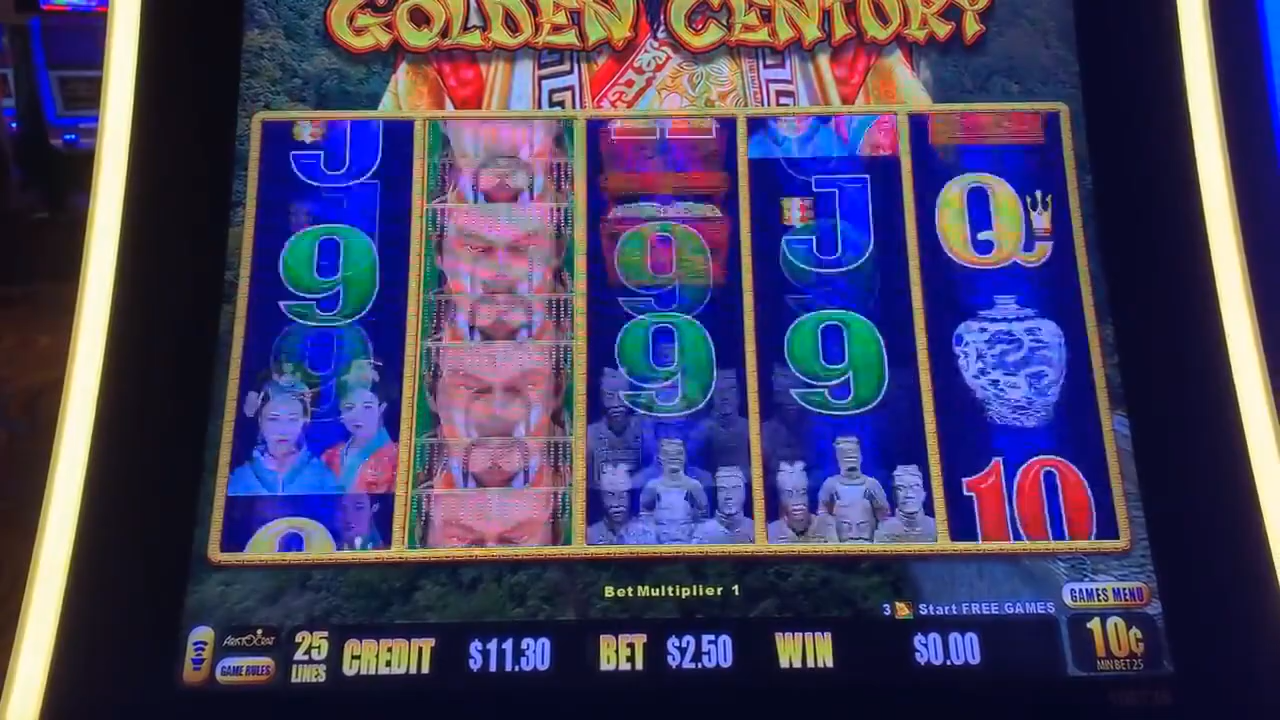 GOLDEN CENTURY
J
9
9
9
J
9
Q
10
Bet Multiplier 1
3 Start FREE GAMES
GAMES MENU
ARISTOCRAT
GAME RULES
25 LINES
CREDIT $11.30
BET $2.50
WIN $0.00
10¢
MIN BET 25